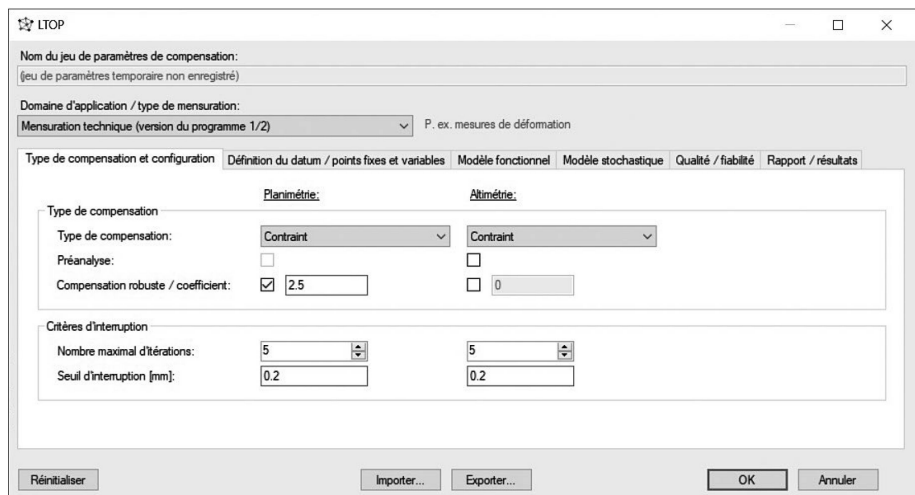 LTOP
Nom du jeu de paramètres de compensation:
(jeu de paramètres temporaire non enregistré)
Domaine d'application / type de mensuration:
Mensuration technique (version du programme 1/2) P. ex. mesures de déformation
Type de compensation et configuration Définition du datum / points fixes et variables Modèle fonctionnel Modèle stochastique Qualité / fiabilité Rapport / résultats
Planimétrie: Altimétrie:
Type de compensation
Type de compensation: Contraint Contraint
Préanalyse:
Compensation robuste / coefficient: 2.5 0
Critères d'interruption
Nombre maximal d'itérations: 5 5
Seuil d'interruption [mm]: 0.2 0.2
Réinitialiser Importer... Exporter... OK Annuler